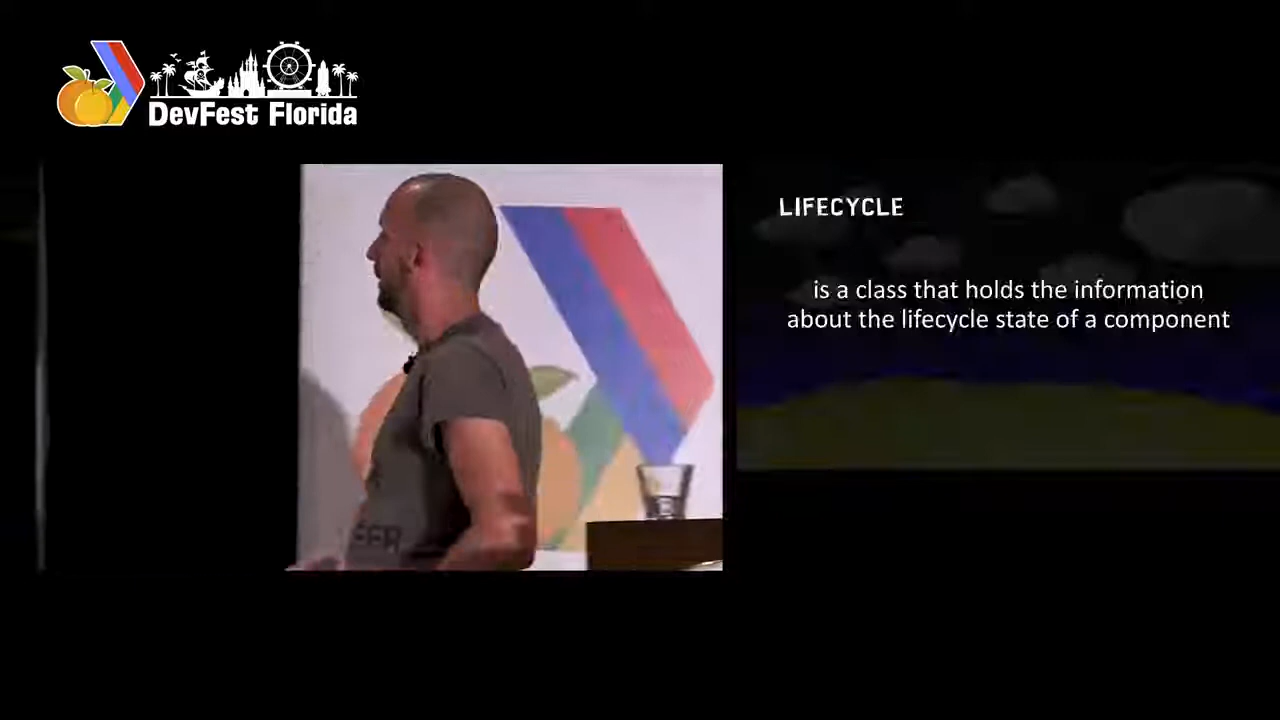 DevFest Florida
LIFECYCLE
is a class that holds the information
about the lifecycle state of a component